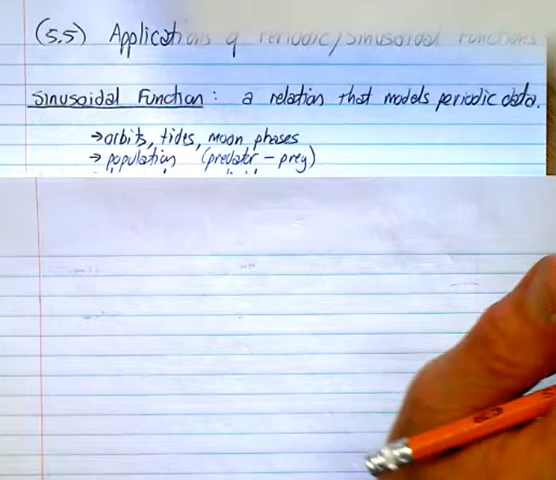 (5.5) Applications of Periodic/Sinusoidal Functions
Sinusoidal Function: a relation that models periodic data.
→orbits, tides, moon phases
→ population (predator - prey)